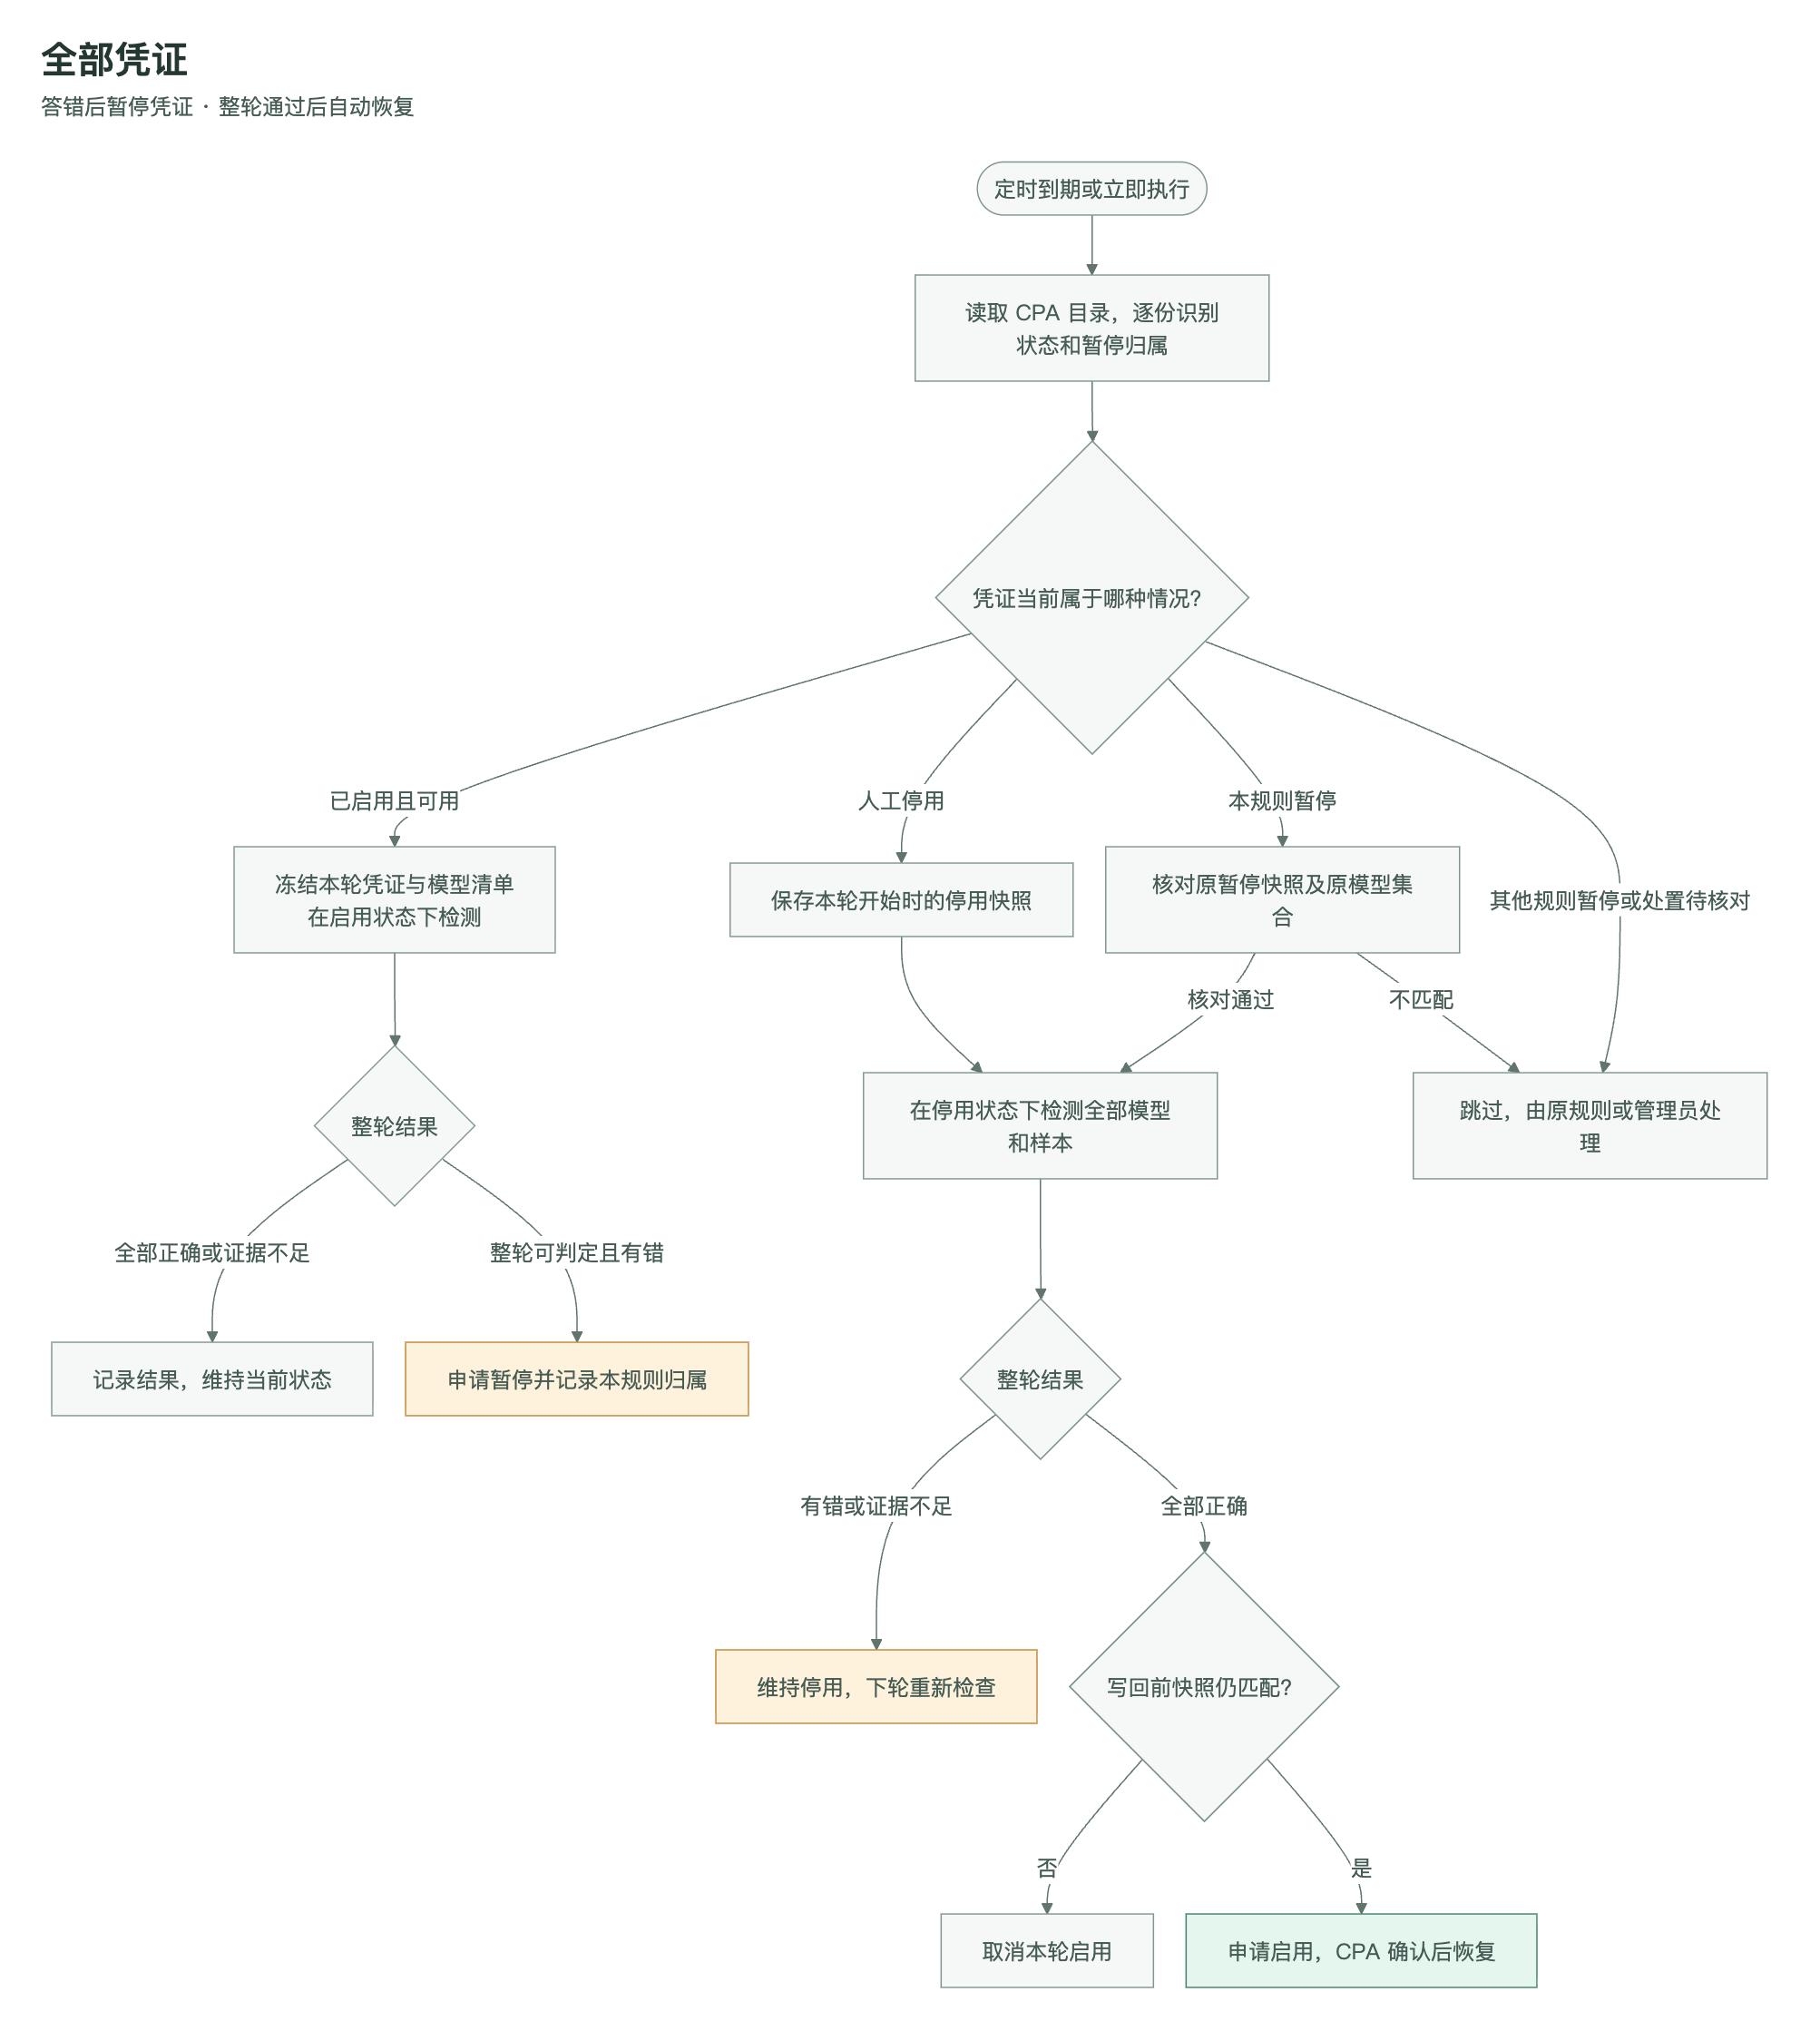 全部凭证
答错后暂停凭证 · 整轮通过后自动恢复
定时到期或立即执行
读取 CPA 目录，逐份识别
状态和暂停归属
凭证当前属于哪种情况？
已启用且可用
人工停用
本规则暂停
其他规则暂停或处置待核对
冻结本轮凭证与模型清单
在启用状态下检测
保存本轮开始时的停用快照
核对原暂停快照及原模型集
合
核对通过
不匹配
整轮结果
在停用状态下检测全部模型
和样本
跳过，由原规则或管理员处
理
全部正确或证据不足
整轮可判定且有错
记录结果，维持当前状态
申请暂停并记录本规则归属
整轮结果
有错或证据不足
全部正确
维持停用，下轮重新检查
写回前快照仍匹配？
否
是
取消本轮启用
申请启用，CPA 确认后恢复